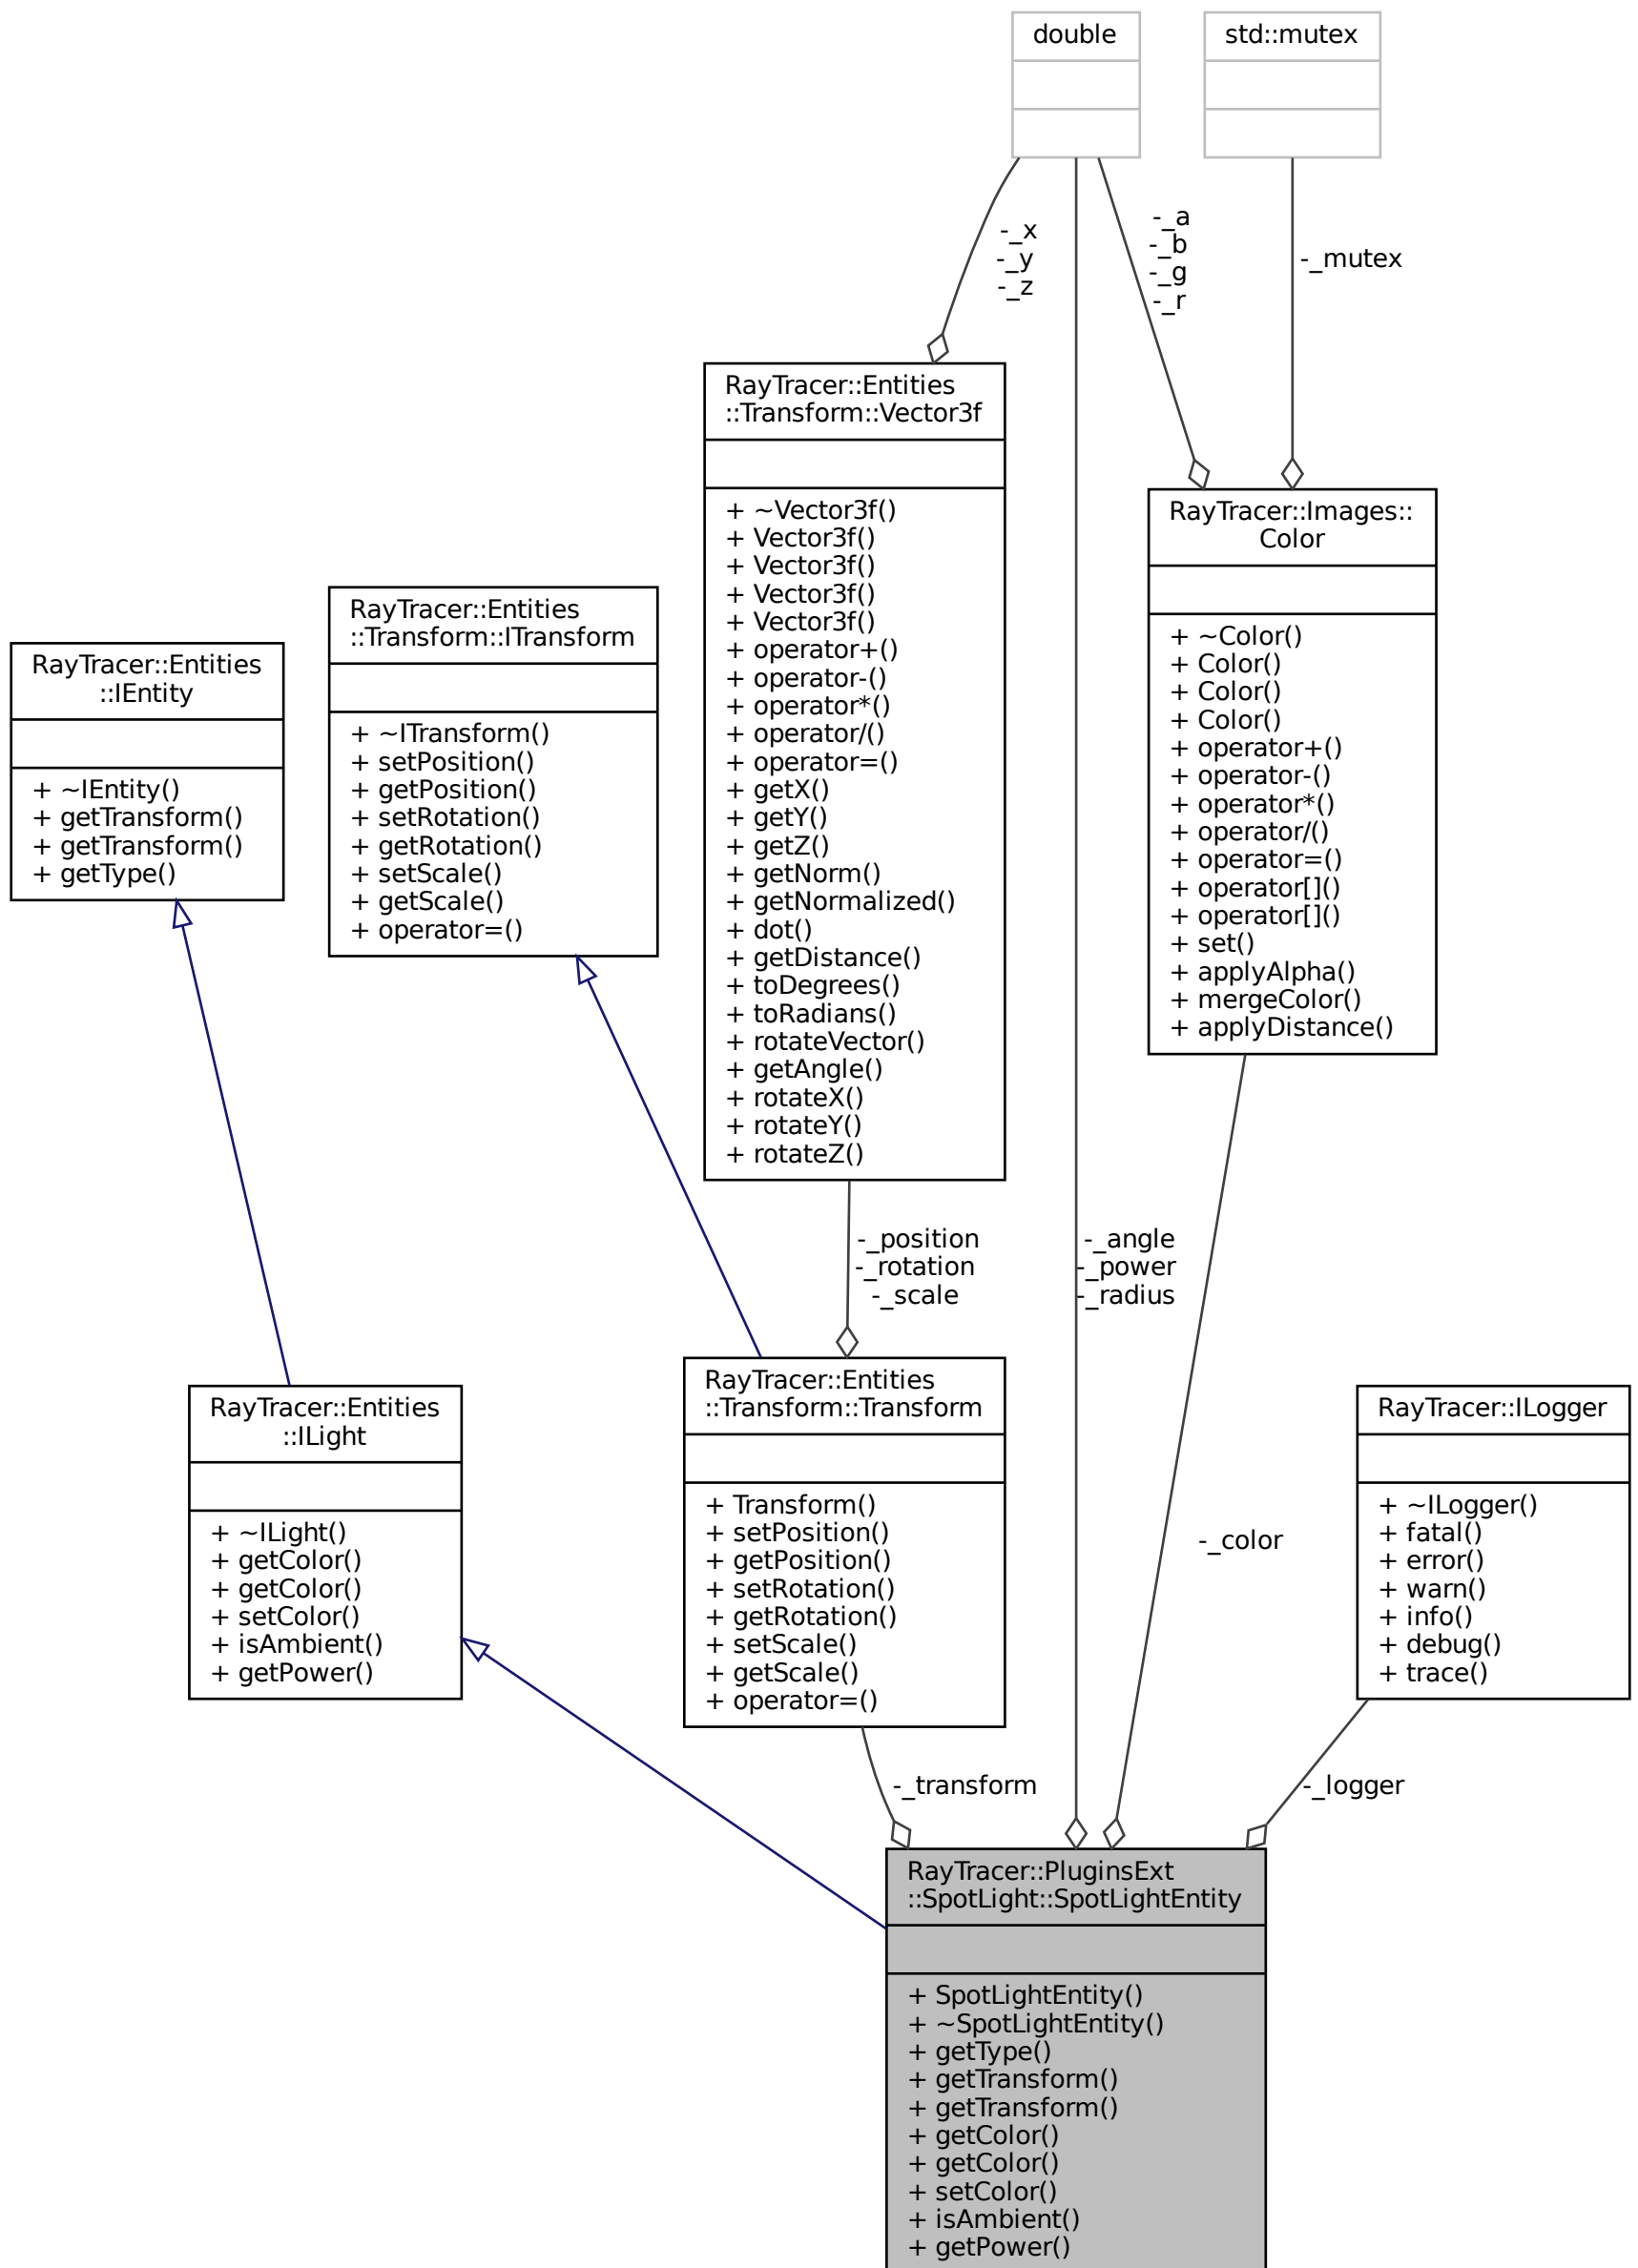 double
std::mutex
-_x
-_y
-_z
-_a
-_b
-_g
-_r
-_mutex
RayTracer::Entities
::Transform::Vector3f
+ ~Vector3f()
+ Vector3f()
+ Vector3f()
+ Vector3f()
+ Vector3f()
+ operator+()
+ operator-()
+ operator*()
+ operator/()
+ operator=()
+ getX()
+ getY()
+ getZ()
+ getNorm()
+ getNormalized()
+ dot()
+ getDistance()
+ toDegrees()
+ toRadians()
+ rotateVector()
+ getAngle()
+ rotateX()
+ rotateY()
+ rotateZ()
RayTracer::Images::
Color
+ ~Color()
+ Color()
+ Color()
+ Color()
+ operator+()
+ operator-()
+ operator*()
+ operator/()
+ operator=()
+ operator[]()
+ operator[]()
+ set()
+ applyAlpha()
+ mergeColor()
+ applyDistance()
RayTracer::Entities
::Transform::ITransform
+ ~ITransform()
+ setPosition()
+ getPosition()
+ setRotation()
+ getRotation()
+ setScale()
+ getScale()
+ operator=()
RayTracer::Entities
::IEntity
+ ~IEntity()
+ getTransform()
+ getTransform()
+ getType()
-_position
-_rotation
-_scale
-_angle
-_power
-_radius
RayTracer::Entities
::ILight
+ ~ILight()
+ getColor()
+ getColor()
+ setColor()
+ isAmbient()
+ getPower()
RayTracer::Entities
::Transform::Transform
+ Transform()
+ setPosition()
+ getPosition()
+ setRotation()
+ getRotation()
+ setScale()
+ getScale()
+ operator=()
-_color
RayTracer::ILogger
+ ~ILogger()
+ fatal()
+ error()
+ warn()
+ info()
+ debug()
+ trace()
-_transform
-_logger
RayTracer::PluginsExt
::SpotLight::SpotLightEntity
+ SpotLightEntity()
+ ~SpotLightEntity()
+ getType()
+ getTransform()
+ getTransform()
+ getColor()
+ getColor()
+ setColor()
+ isAmbient()
+ getPower()